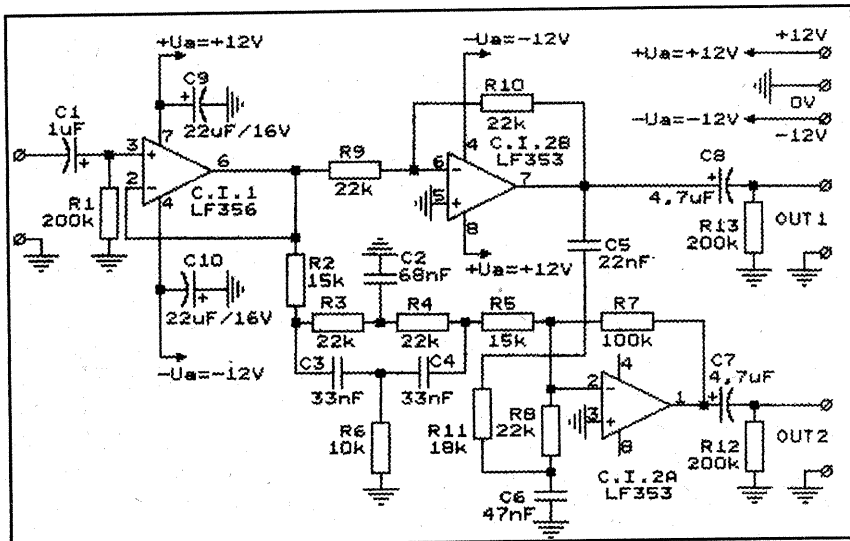 +Ua=+12V
-Ua=-12V
+12V
+Ua=+12V
0V
-Ua=-12V
-12V
C9
22uF/16V
C1
1uF
3
7
+
6
2
-
4
C.I.1
LF356
R1
200k
C10
22uF/16V
-Ua=-12V
R9
22k
R10
22k
4
C.I.2B
LF353
6
-
7
5
+
8
+Ua=+12V
C8
4,7uF
R13
200k
OUT1
C5
22nF
R2
15k
C2
68nF
R3
22k
R4
22k
R5
15k
R7
100k
C3
33nF
C4
33nF
R6
10k
R11
18k
R8
22k
C6
47nF
4
2
-
1
3
+
8
C.I.2A
LF353
C7
4,7uF
R12
200k
OUT2